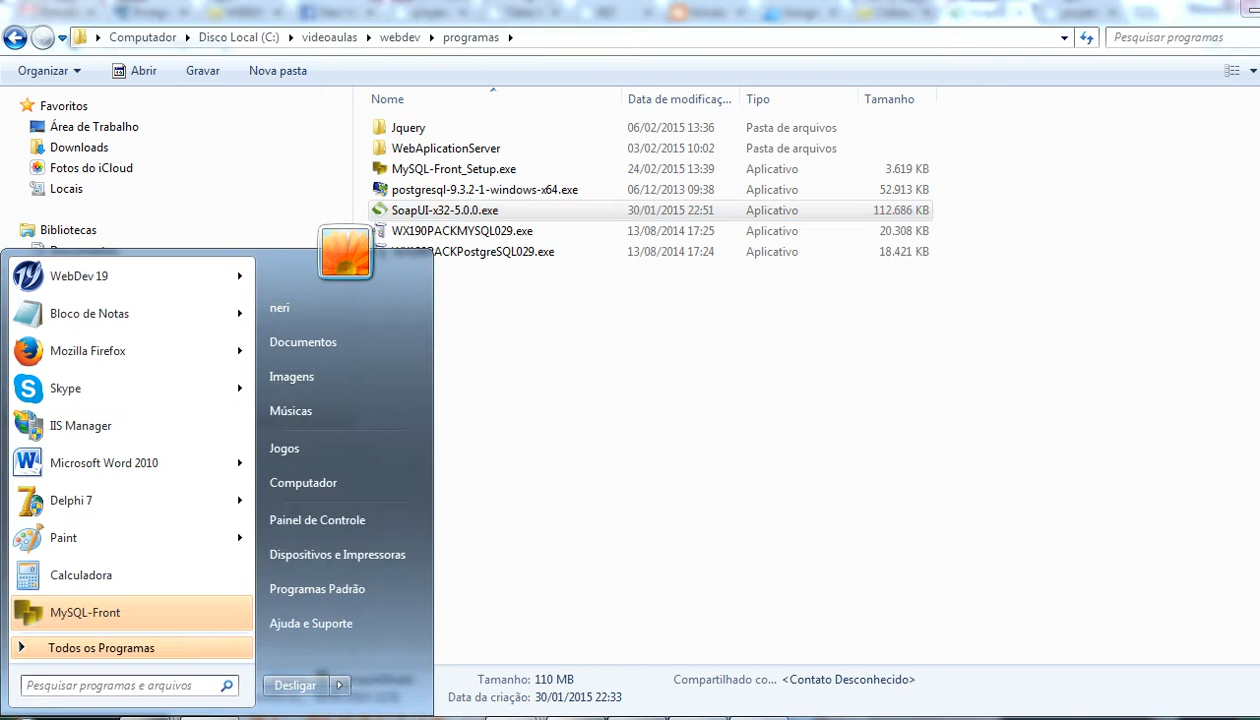 Computador Disco Local (C:) videoaulas webdev programas
Pesquisar programas
Organizar Abrir Gravar Nova pasta
Nome Data de modificaç... Tipo Tamanho
Favoritos
Área de Trabalho
Downloads
Fotos do iCloud
Locais
Bibliotecas
Jquery 06/02/2015 13:36 Pasta de arquivos
WebAplicationServer 03/02/2015 10:02 Pasta de arquivos
MySQL-Front_Setup.exe 24/02/2015 13:39 Aplicativo 3.619 KB
postgresql-9.3.2-1-windows-x64.exe 06/12/2013 09:38 Aplicativo 52.913 KB
SoapUI-x32-5.0.0.exe 30/01/2015 22:51 Aplicativo 112.686 KB
WX190PACKMYSQL029.exe 13/08/2014 17:25 Aplicativo 20.308 KB
WX190PACKPostgreSQL029.exe 13/08/2014 17:24 Aplicativo 18.421 KB
WebDev 19
Bloco de Notas
Mozilla Firefox
Skype
IIS Manager
Microsoft Word 2010
Delphi 7
Paint
Calculadora
MySQL-Front
Todos os Programas
Pesquisar programas e arquivos
neri
Documentos
Imagens
Músicas
Jogos
Computador
Painel de Controle
Dispositivos e Impressoras
Programas Padrão
Ajuda e Suporte
Desligar
Tamanho: 110 MB Compartilhado co... <Contato Desconhecido>
Data da criação: 30/01/2015 22:33